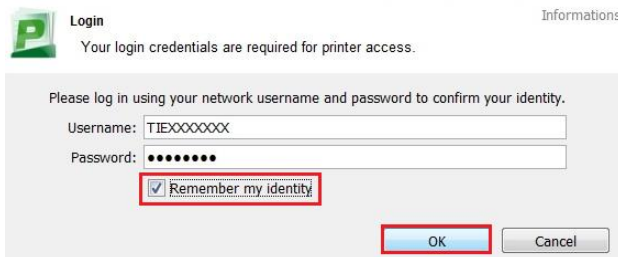 P
Login
Informations
Your login credentials are required for printer access.
Please log in using your network username and password to confirm your identity.
Username: TIEXXXXXXX
Password: ●●●●●●●●
Remember my identity
OK Cancel